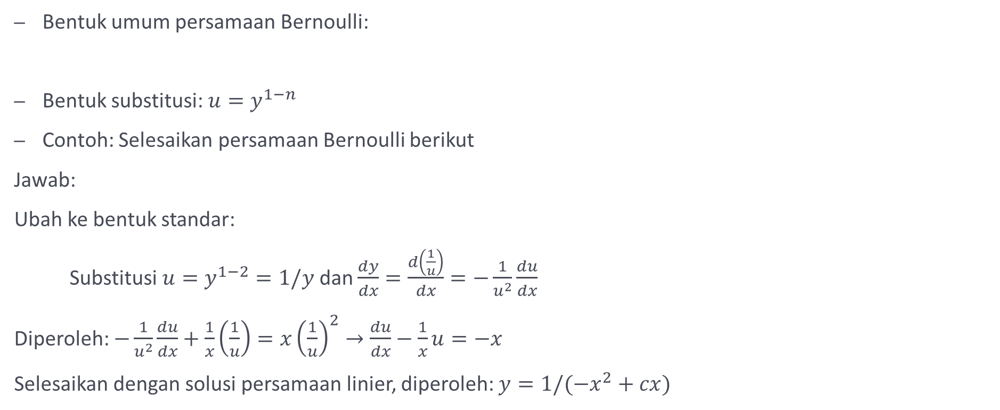 – Bentuk umum persamaan Bernoulli:
– Bentuk substitusi: $u = y^{1-n}$
– Contoh: Selesaikan persamaan Bernoulli berikut
Jawab:
Ubah ke bentuk standar:
Substitusi $u = y^{1-2} = 1/y$ dan $\frac{dy}{dx} = \frac{d\left(\frac{1}{u}\right)}{dx} = -\frac{1}{u^2}\frac{du}{dx}$
Diperoleh: $-\frac{1}{u^2}\frac{du}{dx} + \frac{1}{x}\left(\frac{1}{u}\right) = x\left(\frac{1}{u}\right)^2 \rightarrow \frac{du}{dx} - \frac{1}{x}u = -x$
Selesaikan dengan solusi persamaan linier, diperoleh: $y = 1/(-x^2 + cx)$